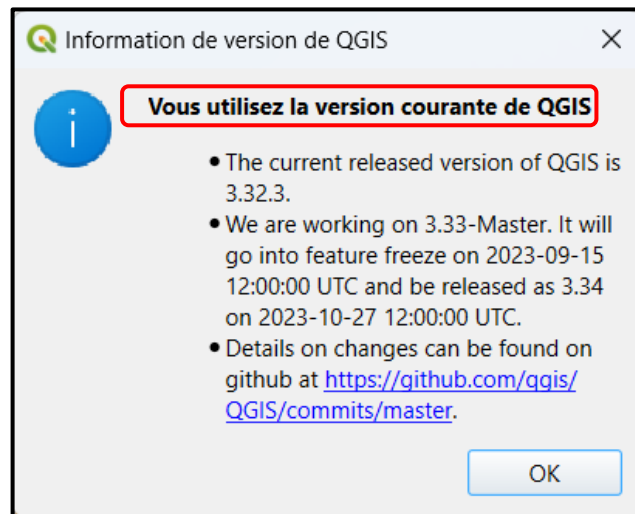 Information de version de QGIS
Vous utilisez la version courante de QGIS
• The current released version of QGIS is
3.32.3.
• We are working on 3.33-Master. It will
go into feature freeze on 2023-09-15
12:00:00 UTC and be released as 3.34
on 2023-10-27 12:00:00 UTC.
• Details on changes can be found on
github at https://github.com/qgis/
QGIS/commits/master.
OK